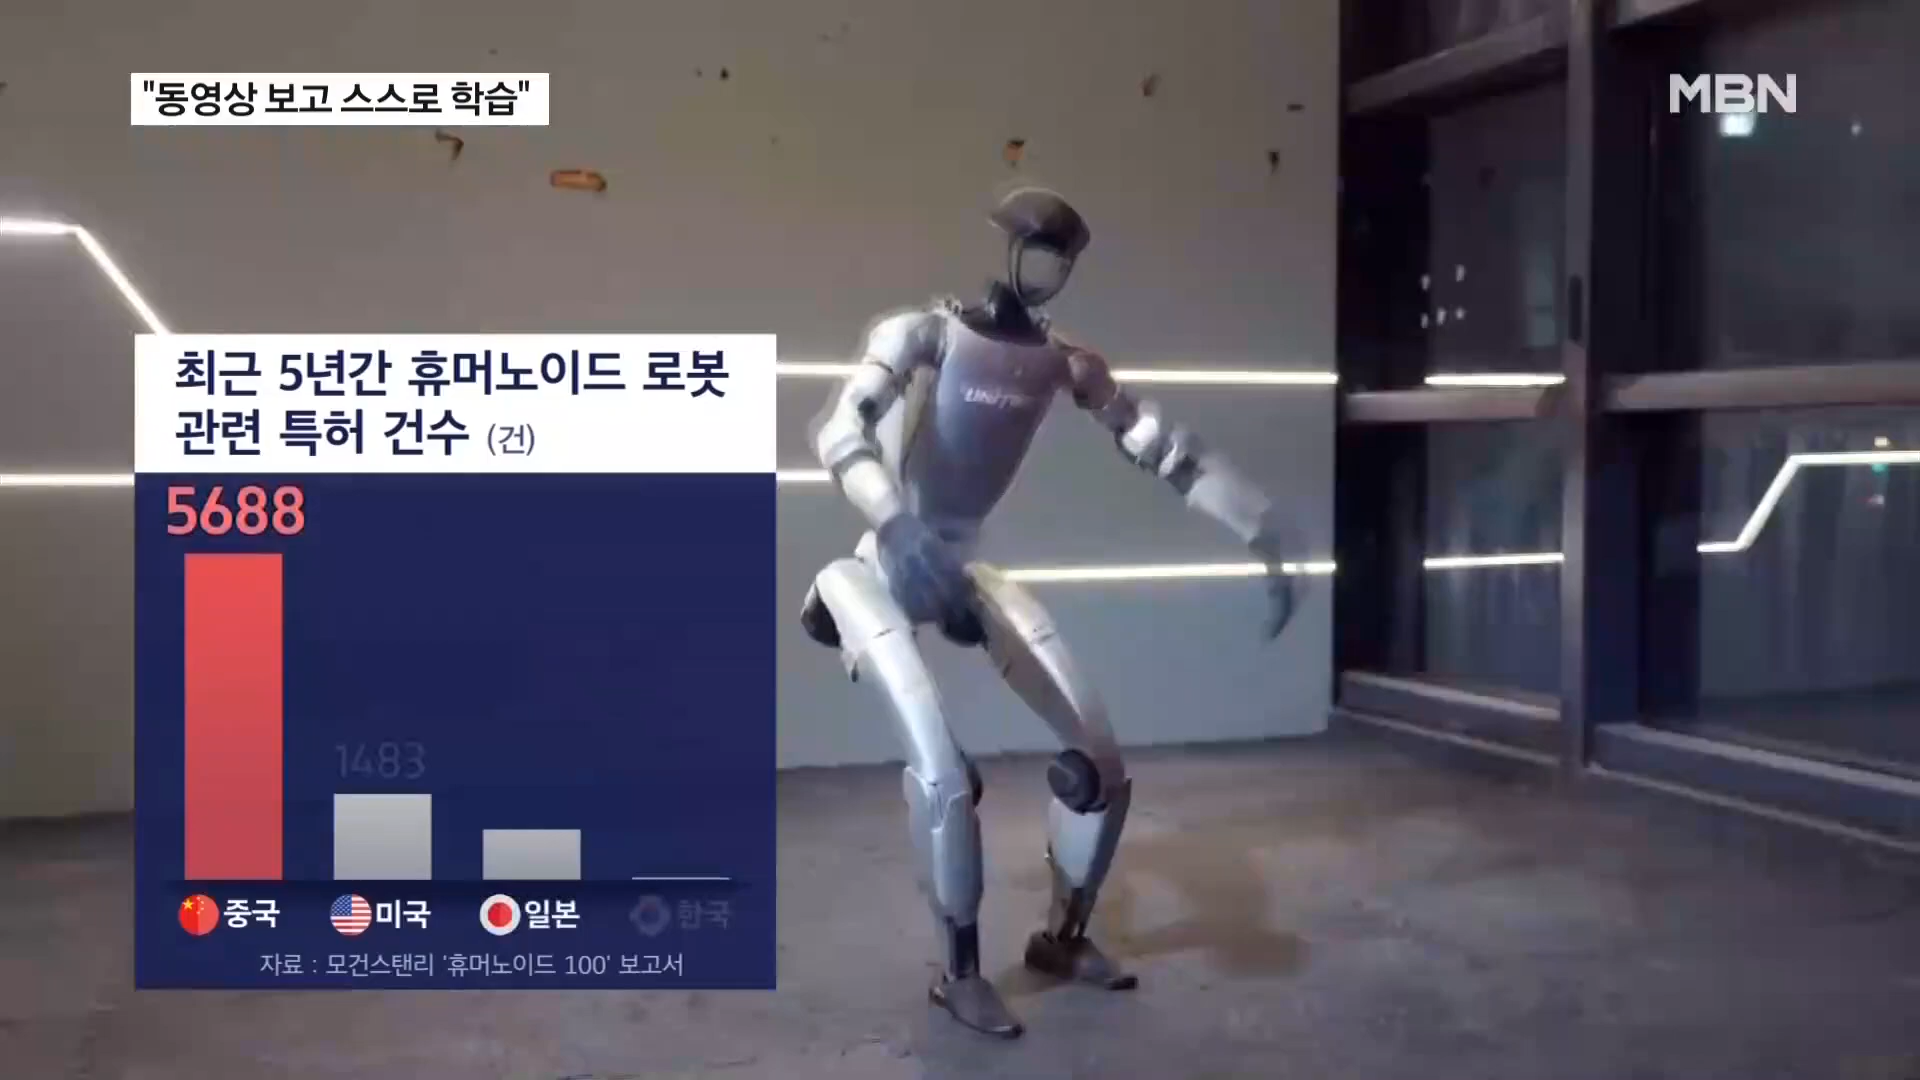 "동영상 보고 스스로 학습"
MBN
최근 5년간 휴머노이드 로봇
관련 특허 건수 (건)
5688
1483
중국
미국
일본
한국
자료 : 모건스탠리 '휴머노이드 100' 보고서